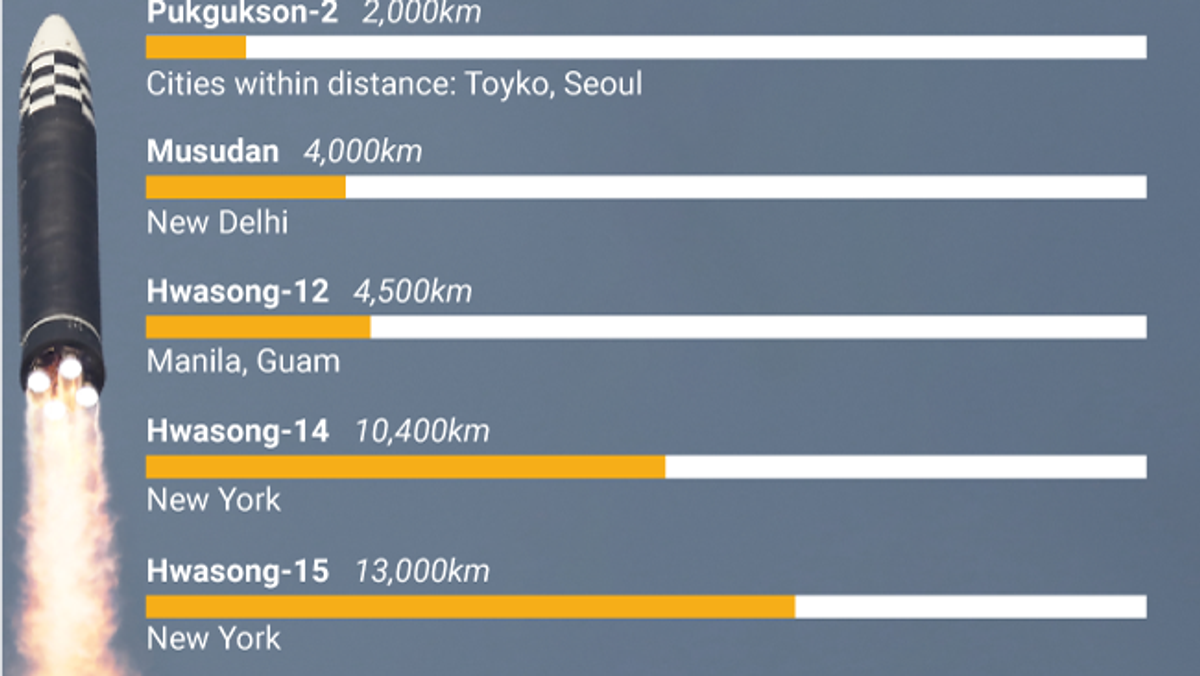 Pukgukson-2 2,000km
Cities within distance: Toyko, Seoul
Musudan 4,000km
New Delhi
Hwasong-12 4,500km
Manila, Guam
Hwasong-14 10,400km
New York
Hwasong-15 13,000km
New York